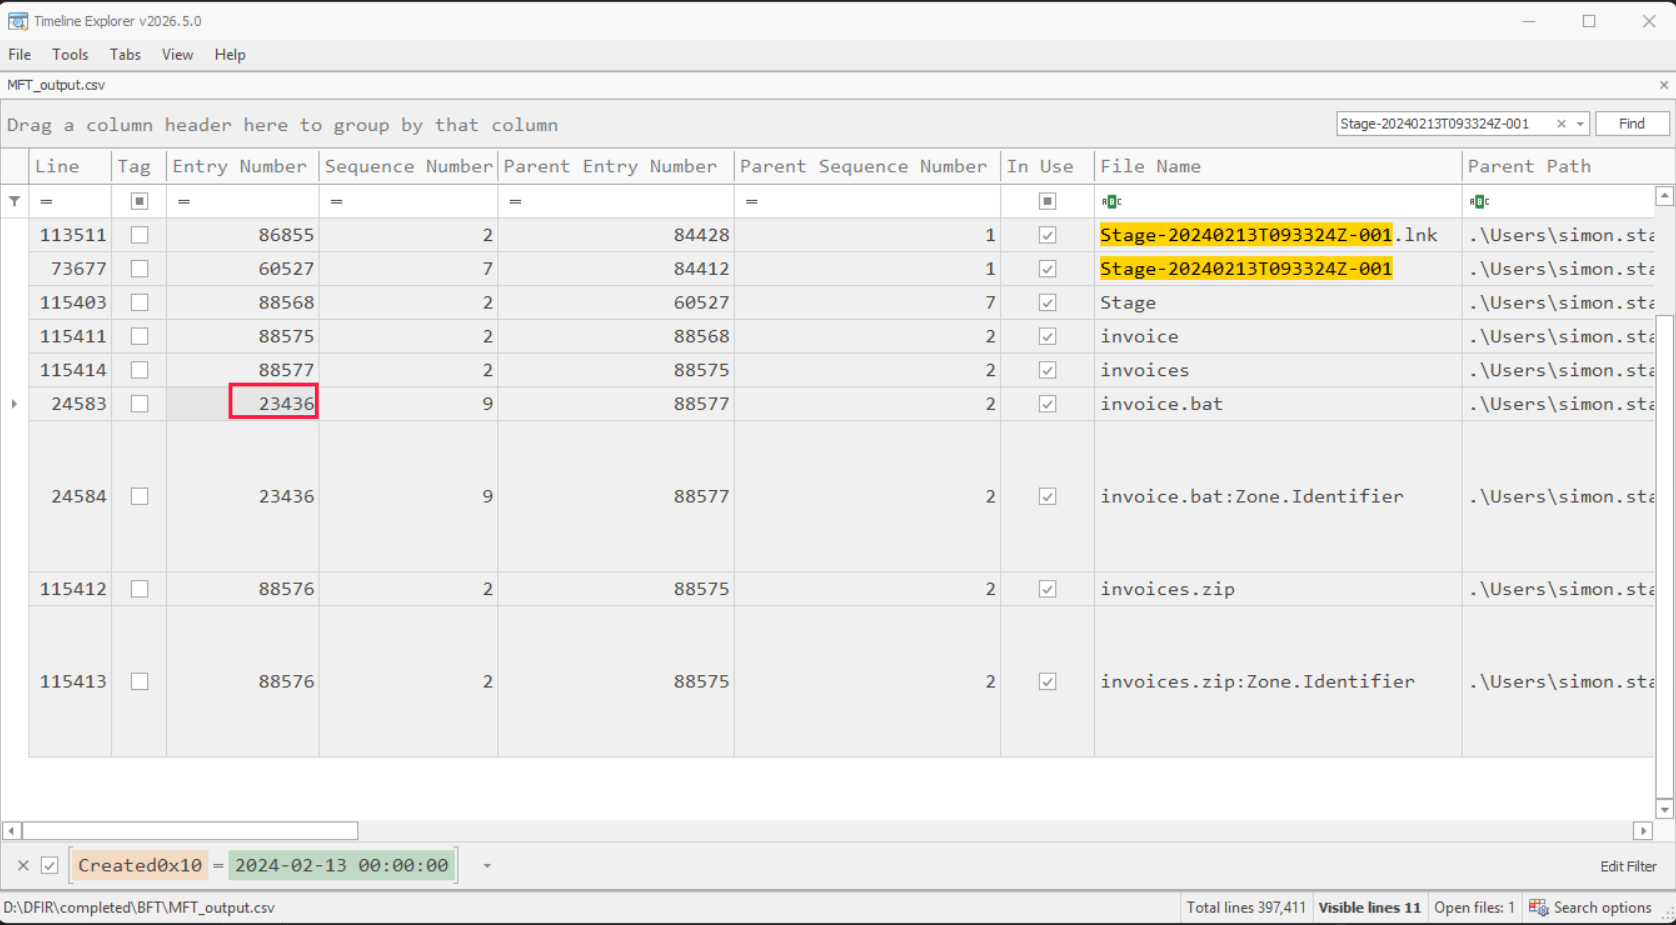 Timeline Explorer v2026.5.0
File Tools Tabs View Help
MFT_output.csv
Drag a column header here to group by that column
Stage-20240213T093324Z-001 Find
Line Tag Entry Number Sequence Number Parent Entry Number Parent Sequence Number In Use File Name Parent Path
= = = = = ABC ABC
113511 86855 2 84428 1 Stage-20240213T093324Z-001.lnk .\Users\simon.sta
73677 60527 7 84412 1 Stage-20240213T093324Z-001 .\Users\simon.sta
115403 88568 2 60527 7 Stage .\Users\simon.sta
115411 88575 2 88568 2 invoice .\Users\simon.sta
115414 88577 2 88575 2 invoices .\Users\simon.sta
24583 23436 9 88577 2 invoice.bat .\Users\simon.sta
24584 23436 9 88577 2 invoice.bat:Zone.Identifier .\Users\simon.sta
115412 88576 2 88575 2 invoices.zip .\Users\simon.sta
115413 88576 2 88575 2 invoices.zip:Zone.Identifier .\Users\simon.sta
Created0x10 = 2024-02-13 00:00:00 Edit Filter
D:\DFIR\completed\BFT\MFT_output.csv Total lines 397,411 Visible lines 11 Open files: 1 Search options